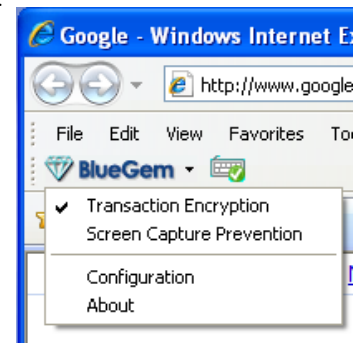 Google - Windows Internet Ex
http://www.google
File Edit View Favorites Too
BlueGem
Transaction Encryption
Screen Capture Prevention
Configuration
About